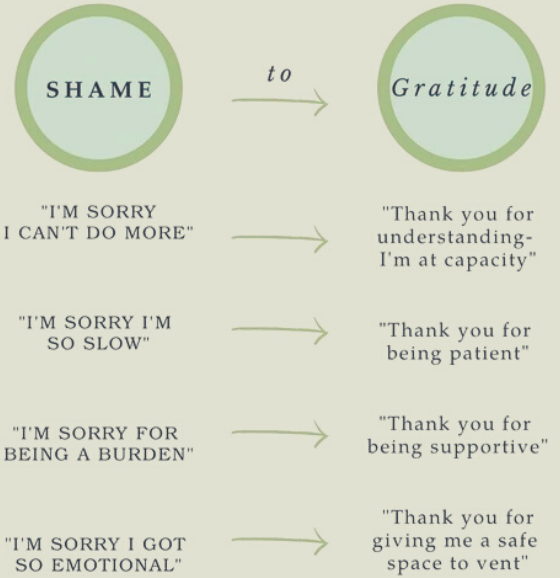 SHAME
to
Gratitude
"I'M SORRY
I CAN'T DO MORE"
"Thank you for
understanding-
I'm at capacity"
"I'M SORRY I'M
SO SLOW"
"Thank you for
being patient"
"I'M SORRY FOR
BEING A BURDEN"
"Thank you for
being supportive"
"I'M SORRY I GOT
SO EMOTIONAL"
"Thank you for
giving me a safe
space to vent"